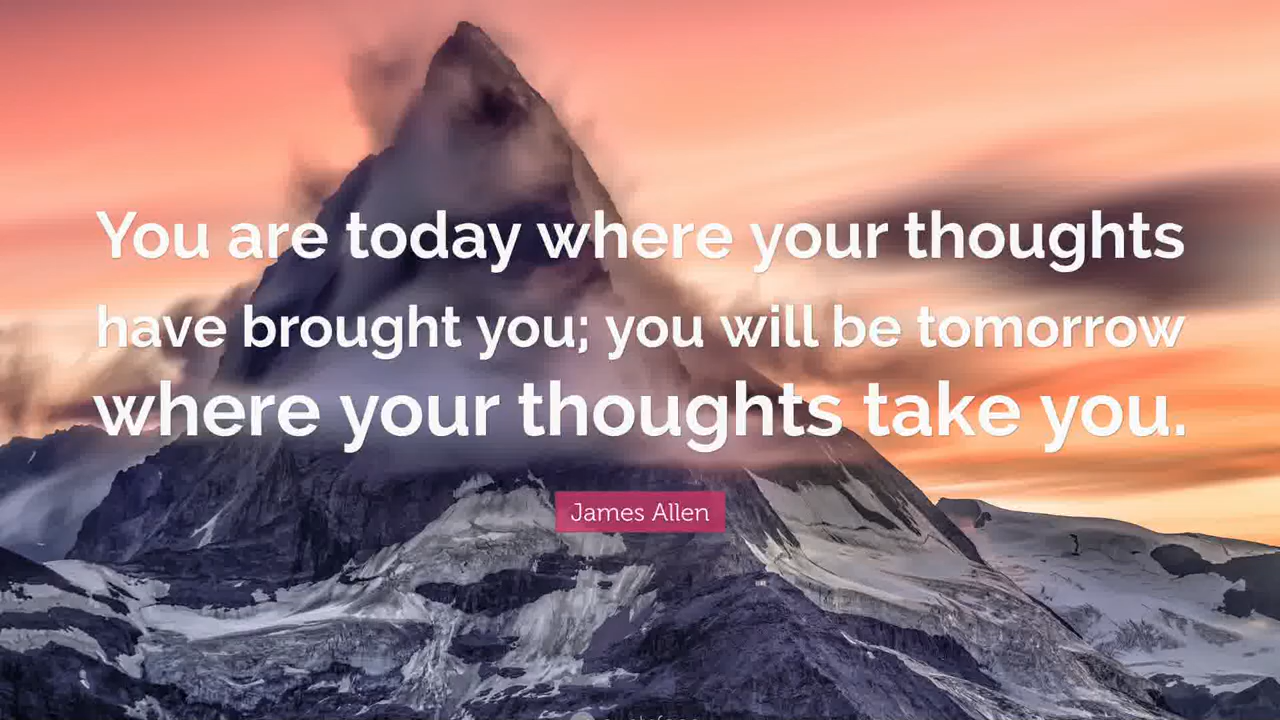 You are today where your thoughts
have brought you; you will be tomorrow
where your thoughts take you.
James Allen